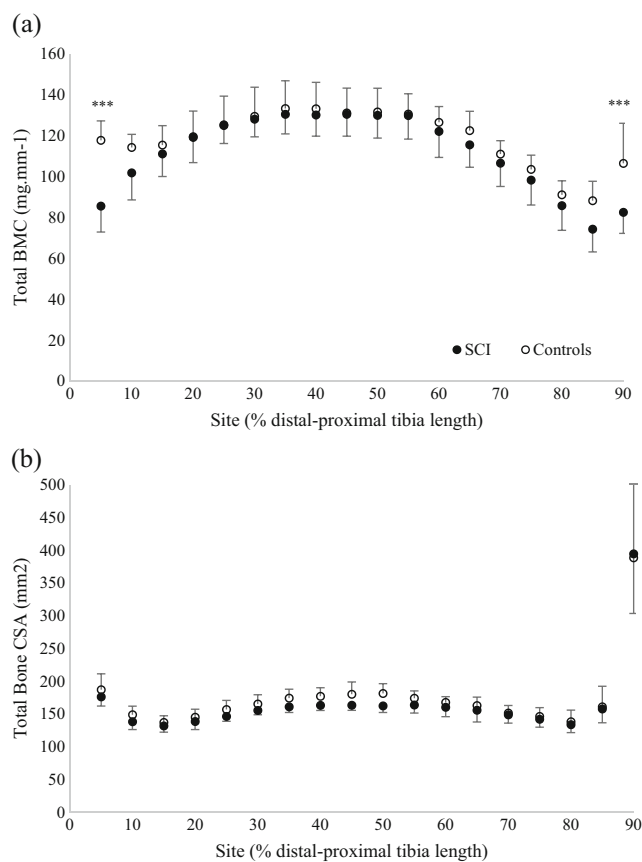 (a)
160
140
120
100
80
60
40
20
0
Total BMC (mg.mm-1)
*** ***
SCI Controls
0 10 20 30 40 50 60 70 80 90
Site (% distal-proximal tibia length)
(b)
500
450
400
350
300
250
200
150
100
50
0
Total Bone CSA (mm2)
0 10 20 30 40 50 60 70 80 90
Site (% distal-proximal tibia length)